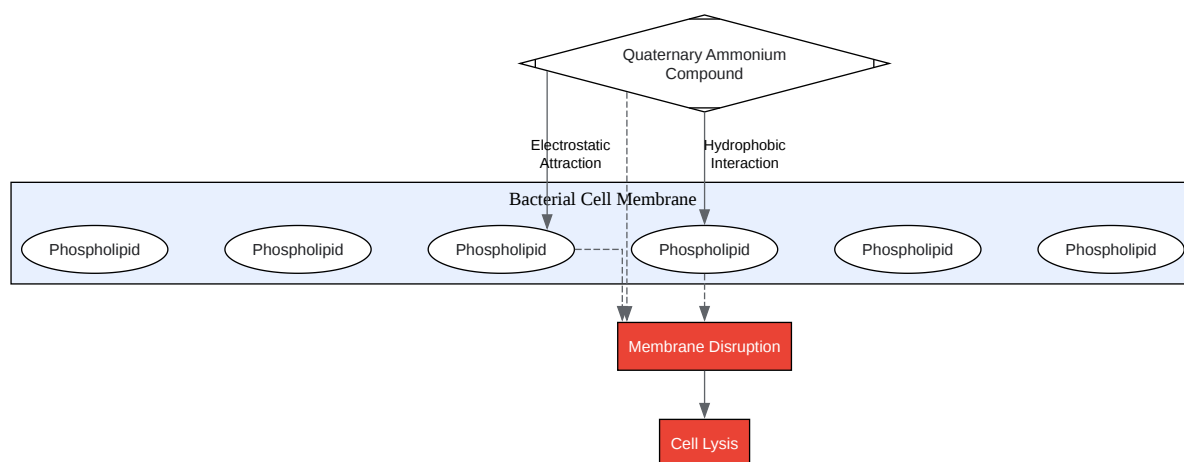 Quaternary Ammonium
Compound
Electrostatic
Attraction
Hydrophobic
Interaction
Bacterial Cell Membrane
Phospholipid
Phospholipid
Phospholipid
Phospholipid
Phospholipid
Phospholipid
Membrane Disruption
Cell Lysis